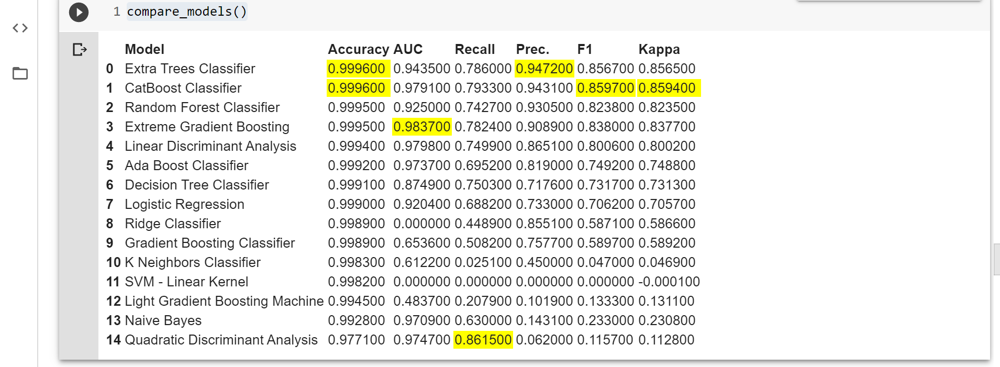 1 compare_models()
Model Accuracy AUC Recall Prec. F1 Kappa
0 Extra Trees Classifier 0.999600 0.943500 0.786000 0.947200 0.856700 0.856500
1 CatBoost Classifier 0.999600 0.979100 0.793300 0.943100 0.859700 0.859400
2 Random Forest Classifier 0.999500 0.925000 0.742700 0.930500 0.823800 0.823500
3 Extreme Gradient Boosting 0.999500 0.983700 0.782400 0.908900 0.838000 0.837700
4 Linear Discriminant Analysis 0.999400 0.979800 0.749900 0.865100 0.800600 0.800200
5 Ada Boost Classifier 0.999200 0.973700 0.695200 0.819000 0.749200 0.748800
6 Decision Tree Classifier 0.999100 0.874900 0.750300 0.717600 0.731700 0.731300
7 Logistic Regression 0.999000 0.920400 0.688200 0.733000 0.706200 0.705700
8 Ridge Classifier 0.998900 0.000000 0.448900 0.855100 0.587100 0.586600
9 Gradient Boosting Classifier 0.998900 0.653600 0.508200 0.757700 0.589700 0.589200
10 K Neighbors Classifier 0.998300 0.612200 0.025100 0.450000 0.047000 0.046900
11 SVM - Linear Kernel 0.998200 0.000000 0.000000 0.000000 0.000000 -0.000100
12 Light Gradient Boosting Machine 0.994500 0.483700 0.207900 0.101900 0.133300 0.131100
13 Naive Bayes 0.992800 0.970900 0.630000 0.143100 0.233000 0.230800
14 Quadratic Discriminant Analysis 0.977100 0.974700 0.861500 0.062000 0.115700 0.112800